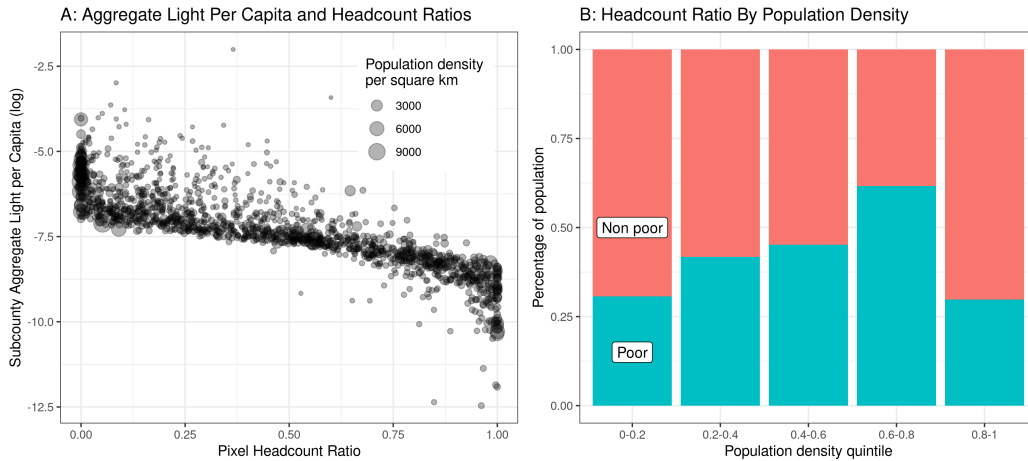 A: Aggregate Light Per Capita and Headcount Ratios
Subcounty Aggregate Light per Capita (log)
-2.5
-5.0
-7.5
-10.0
-12.5
Population density
per square km
3000
6000
9000
0.00 0.25 0.50 0.75 1.00
Pixel Headcount Ratio
B: Headcount Ratio By Population Density
Percentage of population
1.00
0.75
0.50
0.25
0.00
Non poor
Poor
0-0.2 0.2-0.4 0.4-0.6 0.6-0.8 0.8-1
Population density quintile